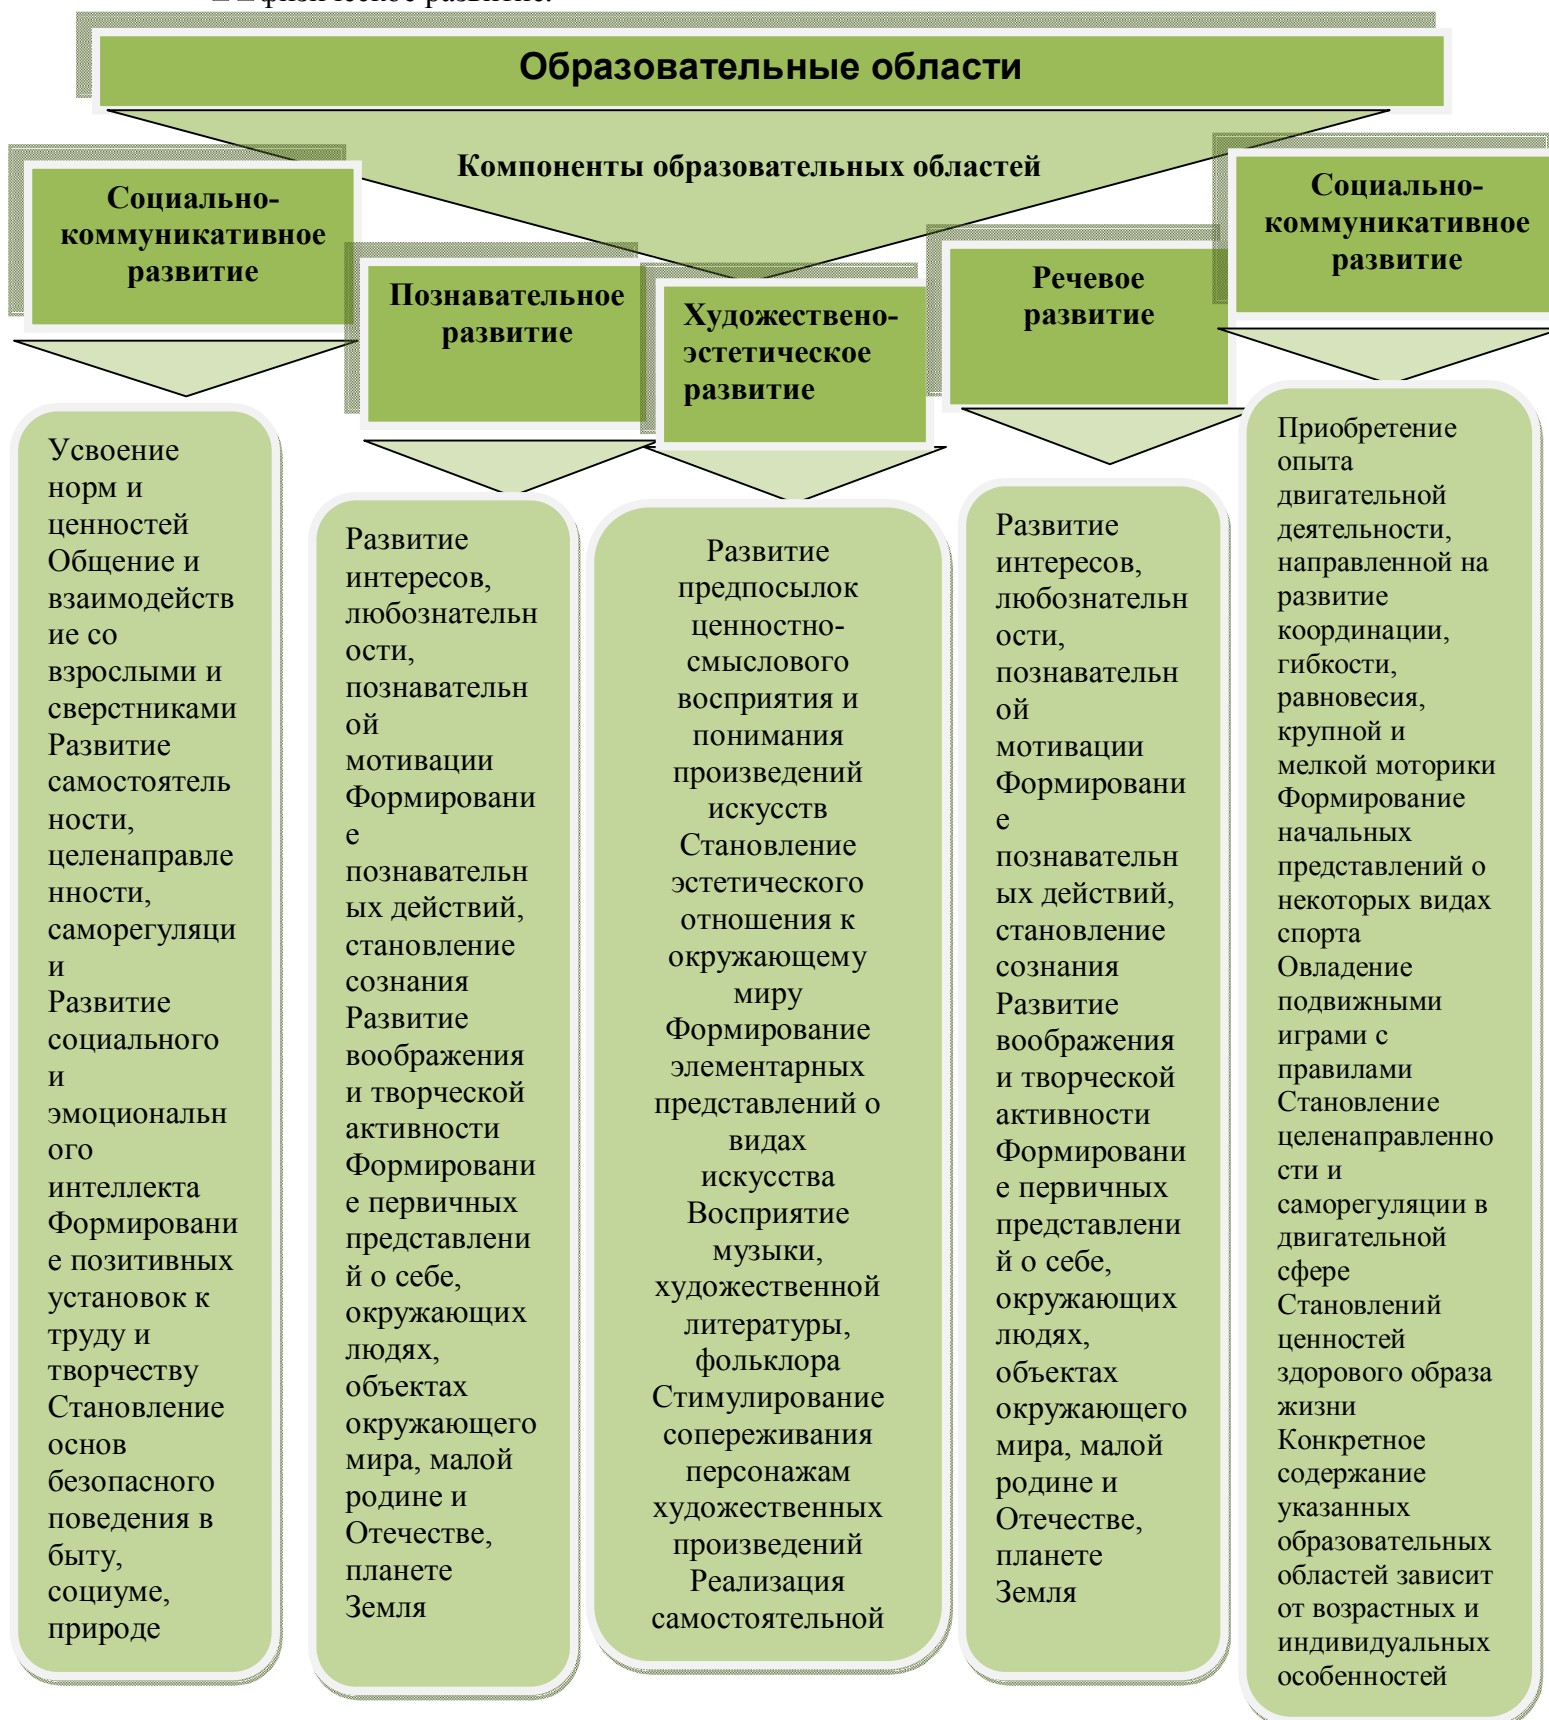 физическое развитие.
Образовательные области
Компоненты образовательных областей
Социально-
коммуникативное
развитие
Познавательное
развитие
Художествено-
эстетическое
развитие
Речевое
развитие
Социально-
коммуникативное
развитие
Усвоение
норм и
ценностей
Общение и
взаимодейств
ие со
взрослыми и
сверстниками
Развитие
самостоятель
ности,
целенаправле
нности,
саморегуляци
и
Развитие
социального
и
эмоциональн
ого
интеллекта
Формировани
е позитивных
установок к
труду и
творчеству
Становление
основ
безопасного
поведения в
быту,
социуме,
природе
Развитие
интересов,
любознательн
ости,
познавательн
ой
мотивации
Формировани
е
познавательн
ых действий,
становление
сознания
Развитие
воображения
и творческой
активности
Формировани
е первичных
представлени
й о себе,
окружающих
людях,
объектах
окружающего
мира, малой
родине и
Отечестве,
планете
Земля
Развитие
предпосылок
ценностно-
смыслового
восприятия и
понимания
произведений
искусств
Становление
эстетического
отношения к
окружающему
миру
Формирование
элементарных
представлений о
видах
искусства
Восприятие
музыки,
художественной
литературы,
фольклора
Стимулирование
сопереживания
персонажам
художественных
произведений
Реализация
самостоятельной
Развитие
интересов,
любознательн
ости,
познавательн
ой
мотивации
Формировани
е
познавательн
ых действий,
становление
сознания
Развитие
воображения
и творческой
активности
Формировани
е первичных
представлени
й о себе,
окружающих
людях,
объектах
окружающего
мира, малой
родине и
Отечестве,
планете
Земля
Приобретение
опыта
двигательной
деятельности,
направленной на
развитие
координации,
гибкости,
равновесия,
крупной и
мелкой моторики
Формирование
начальных
представлений о
некоторых видах
спорта
Овладение
подвижными
играми с
правилами
Становление
целенаправленно
сти и
саморегуляции в
двигательной
сфере
Становлений
ценностей
здорового образа
жизни
Конкретное
содержание
указанных
образовательных
областей зависит
от возрастных и
индивидуальных
особенностей